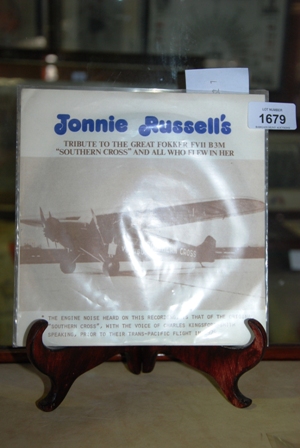 LOT NUMBER
1679
Jonnie Russell's
TRIBUTE TO THE GREAT FOKKER FVII B3M
"SOUTHERN CROSS" AND ALL WHO FLEW IN HER
THE ENGINE NOISE HEARD ON THIS RECORD IS THAT OF THE
"SOUTHERN CROSS", WITH THE VOICE OF CHARLES KINGSFORD
SPEAKING, PRIOR TO THEIR TRANS-PACIFIC FLIGHT